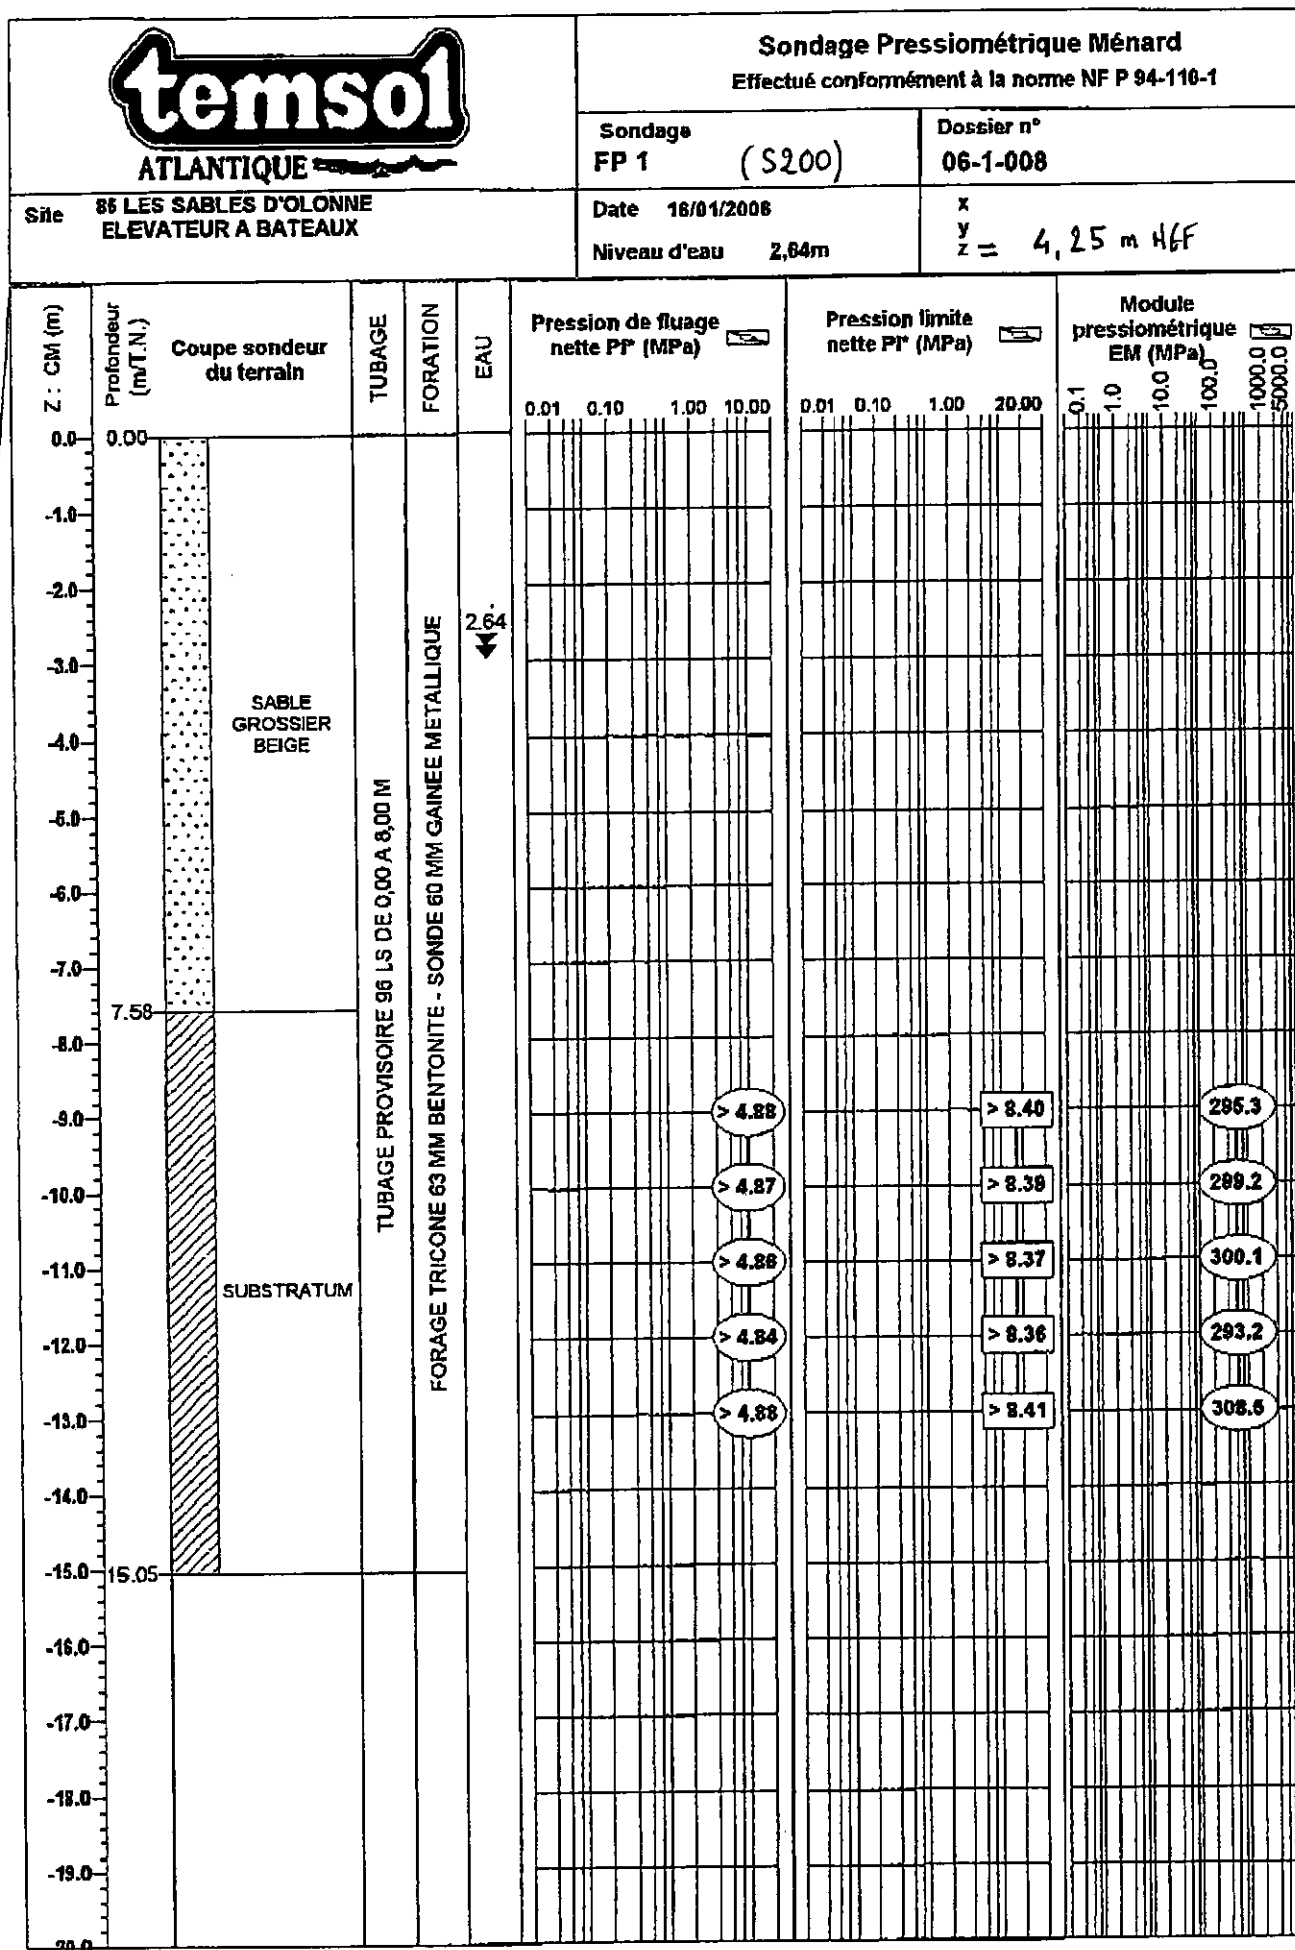 temsol
ATLANTIQUE
Sondage Pressiométrique Ménard
Effectué conformément à la norme NF P 94-110-1
Sondage
FP 1 (S200)
Dossier n°
06-1-008
Site 85 LES SABLES D'OLONNE
ELEVATEUR A BATEAUX
Date 16/01/2006
Niveau d'eau 2,64m
x
y
z = 4,25 m
Z : CM (m)
Profondeur
(m/T.N.)
Coupe sondeur
du terrain
TUBAGE
FORATION
EAU
Pression de fluage
nette Pf* (MPa)
0.01 0.10 1.00 10.00
Pression limite
nette Pl* (MPa)
0.01 0.10 1.00 20.00
Module
pressiométrique
EM (MPa)
0.1 1.0 10.0 100.0 1000.0 5000.0
0.0 0.00
-1.0
-2.0
2.64
-3.0
SABLE
GROSSIER
BEIGE
-4.0
-5.0
-6.0
-7.0
7.58
-8.0
-9.0 > 4.88 > 8.40 295.3
-10.0 > 4.87 > 8.39 299.2
-11.0 > 4.86 > 8.37 300.1
SUBSTRATUM
-12.0 > 4.84 > 8.36 293.2
-13.0 > 4.88 > 8.41
-14.0
-15.0 15.05
-16.0
-17.0
-18.0
-19.0
TUBAGE PROVISOIRE 96 LS DE 0,00 A 8,00 M
FORAGE TRICONE 63 MM BENTONITE - SONDE 60 MM GAINEE METALLIQUE